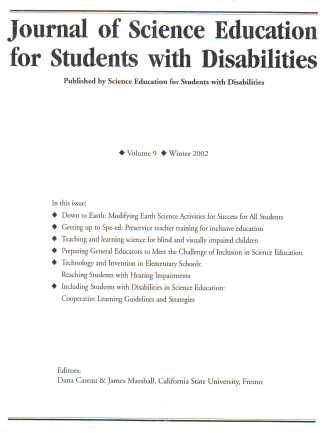 Journal of Science Education
for Students with Disabilities
Published by Science Education for Students with Disabilities
◆ Volume 9 ◆ Winter 2002
In this issue:
◆ Down to Earth: Modifying Earth Science Activities for Success for All Students
◆ Getting up to Spe-ed: Preservice teacher training for inclusive education
◆ Teaching and learning science for blind and visually impaired children
◆ Preparing General Educators to Meet the Challenge of Inclusion in Science Education
◆ Technology and Invention in Elementary Schools:
Reaching Students with Hearing Impairments
◆ Including Students with Disabilities in Science Education:
Cooperative Learning Guidelines and Strategies
Editors:
Dana Caseau & James Marshall, California State University, Fresno